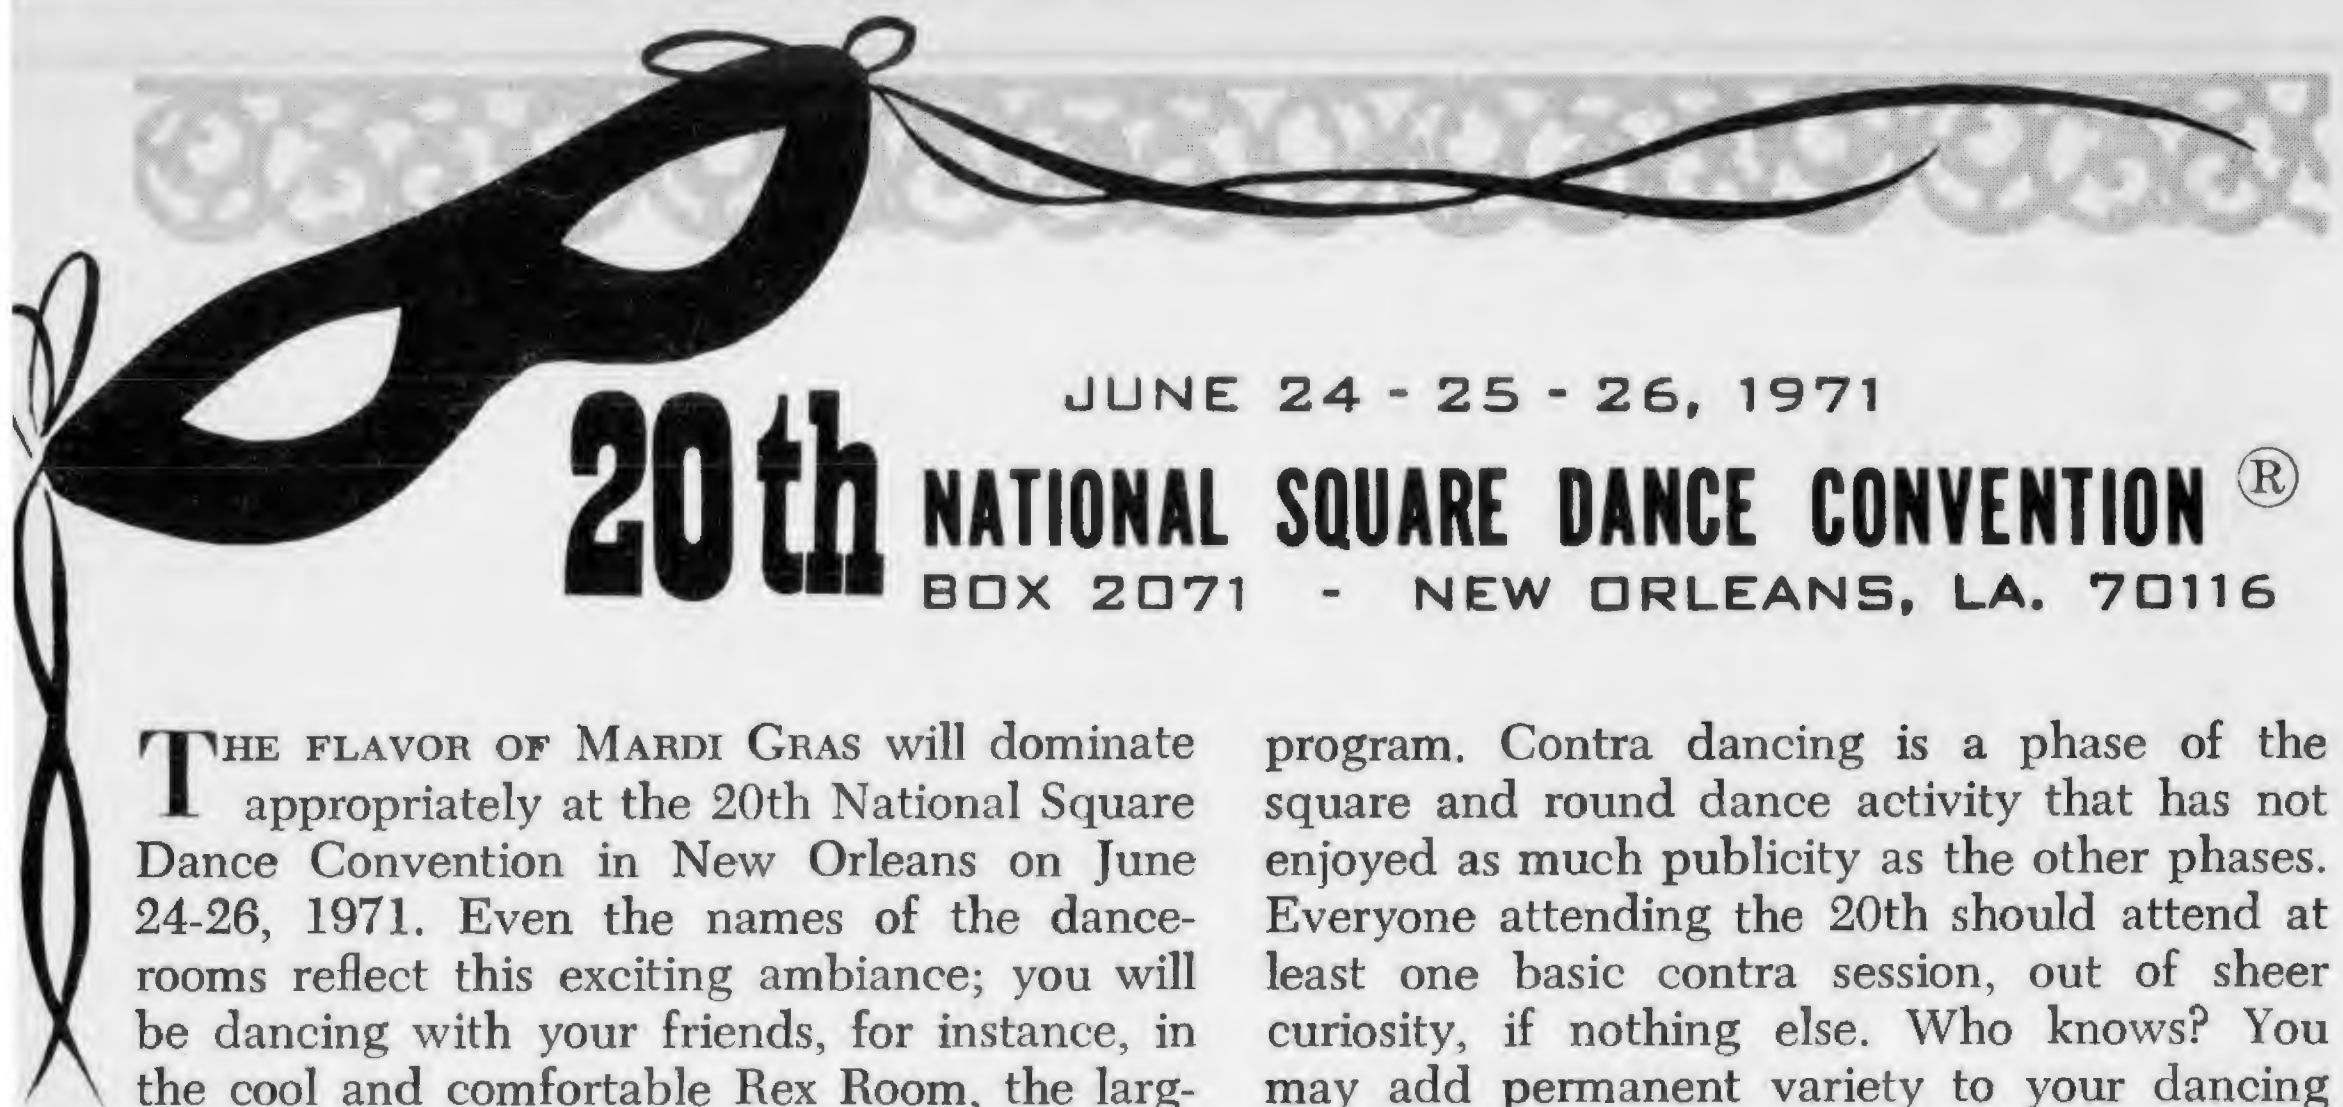 JUNE 24 - 25 - 26, 1971
20th NATIONAL SQUARE DANCE CONVENTION ®
BOX 2071 - NEW ORLEANS, LA. 70116
THE FLAVOR OF MARDI GRAS will dominate
appropriately at the 20th National Square
Dance Convention in New Orleans on June
24-26, 1971. Even the names of the dance-
rooms reflect this exciting ambiance; you will
be dancing with your friends, for instance, in
the cool and comfortable Rex Room, the larg-
program. Contra dancing is a phase of the
square and round dance activity that has not
enjoyed as much publicity as the other phases.
Everyone attending the 20th should attend at
least one basic contra session, out of sheer
curiosity, if nothing else. Who knows? You
may add permanent variety to your dancing